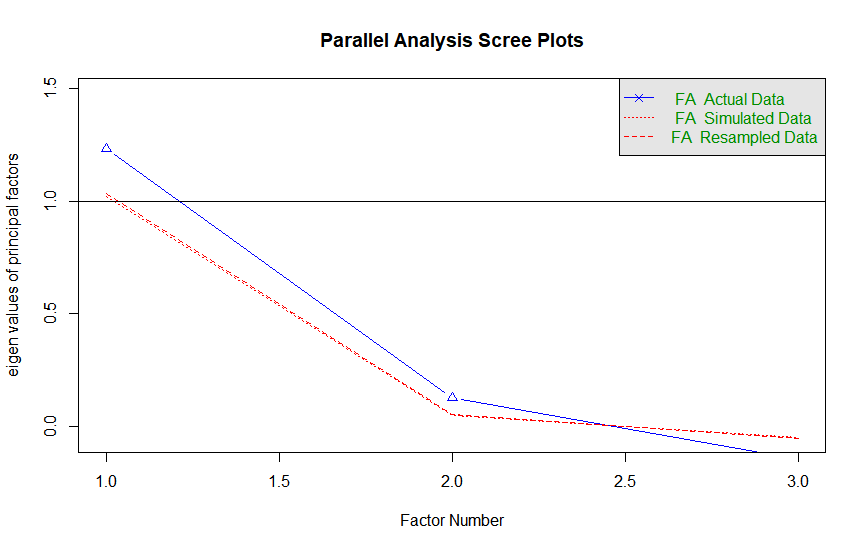 Parallel Analysis Scree Plots
eigen values of principal factors
1.5
1.0
0.5
0.0
FA Actual Data
FA Simulated Data
FA Resampled Data
1.0 1.5 2.0 2.5 3.0
Factor Number